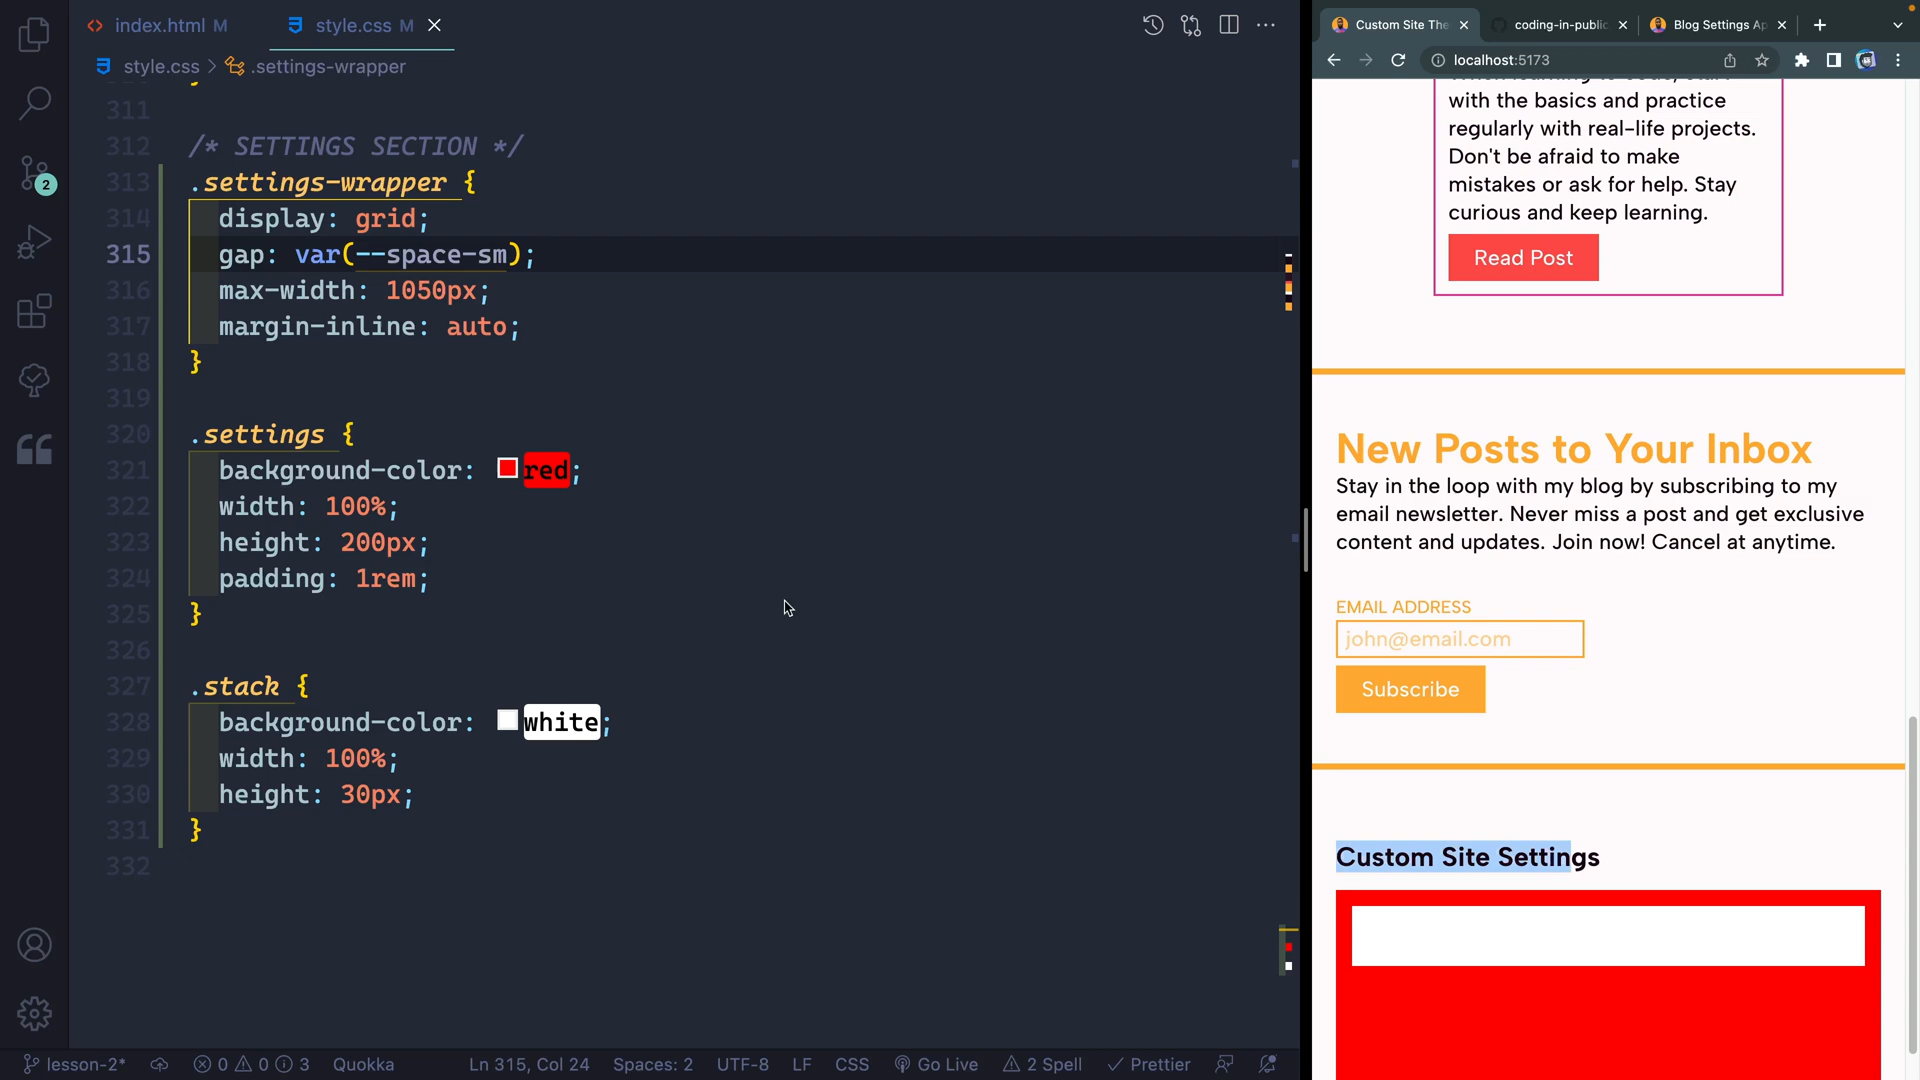 index.html M
style.css M
style.css > .settings-wrapper
311
312 /* SETTINGS SECTION */
313 .settings-wrapper {
314 display: grid;
315 gap: var(--space-sm);
316 max-width: 1050px;
317 margin-inline: auto;
318 }
319
320 .settings {
321 background-color: red;
322 width: 100%;
323 height: 200px;
324 padding: 1rem;
325 }
326
327 .stack {
328 background-color: white;
329 width: 100%;
330 height: 30px;
331 }
332
2
lesson-2* 0 0 3 Quokka Ln 315, Col 24 Spaces: 2 UTF-8 LF CSS Go Live 2 Spell Prettier
Custom Site The
coding-in-public
Blog Settings Ap
localhost:5173
with the basics and practice
regularly with real-life projects.
Don't be afraid to make
mistakes or ask for help. Stay
curious and keep learning.
Read Post
New Posts to Your Inbox
Stay in the loop with my blog by subscribing to my
email newsletter. Never miss a post and get exclusive
content and updates. Join now! Cancel at anytime.
EMAIL ADDRESS
john@email.com
Subscribe
Custom Site Settings